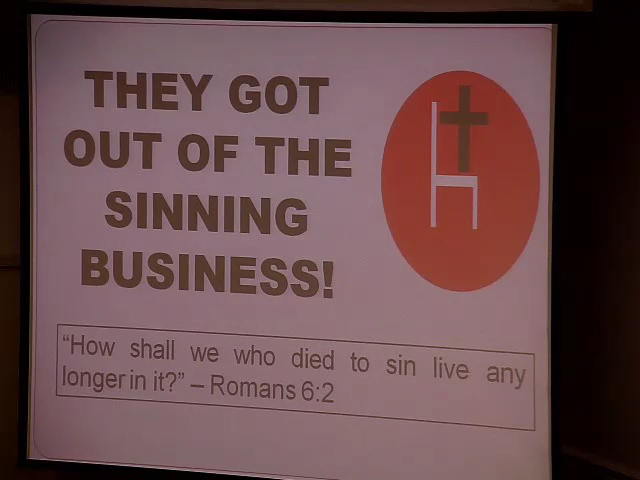 THEY GOT
OUT OF THE
SINNING
BUSINESS!
“How shall we who died to sin live any
longer in it?” – Romans 6:2